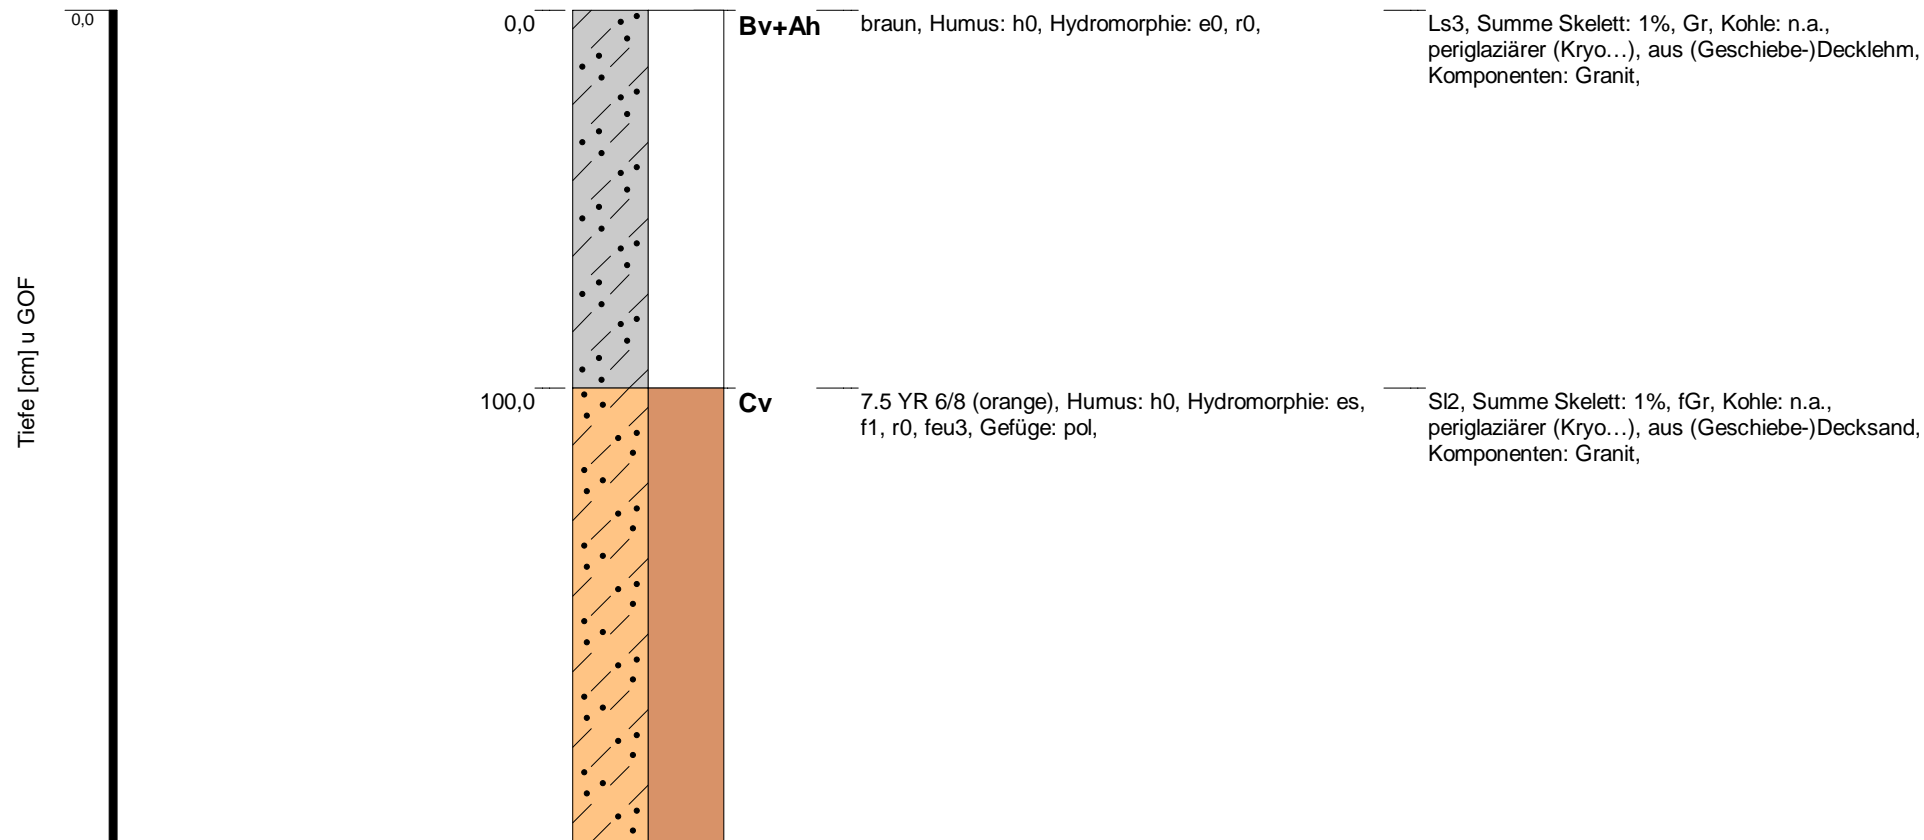 0,0
Tiefe [cm] u GOF
0,0
Bv+Ah
braun, Humus: h0, Hydromorphie: e0, r0,
Ls3, Summe Skelett: 1%, Gr, Kohle: n.a.,
periglaziärer (Kryo…), aus (Geschiebe-)Decklehm,
Komponenten: Granit,
100,0
Cv
7.5 YR 6/8 (orange), Humus: h0, Hydromorphie: es,
f1, r0, feu3, Gefüge: pol,
Sl2, Summe Skelett: 1%, fGr, Kohle: n.a.,
periglaziärer (Kryo…), aus (Geschiebe-)Decksand,
Komponenten: Granit,